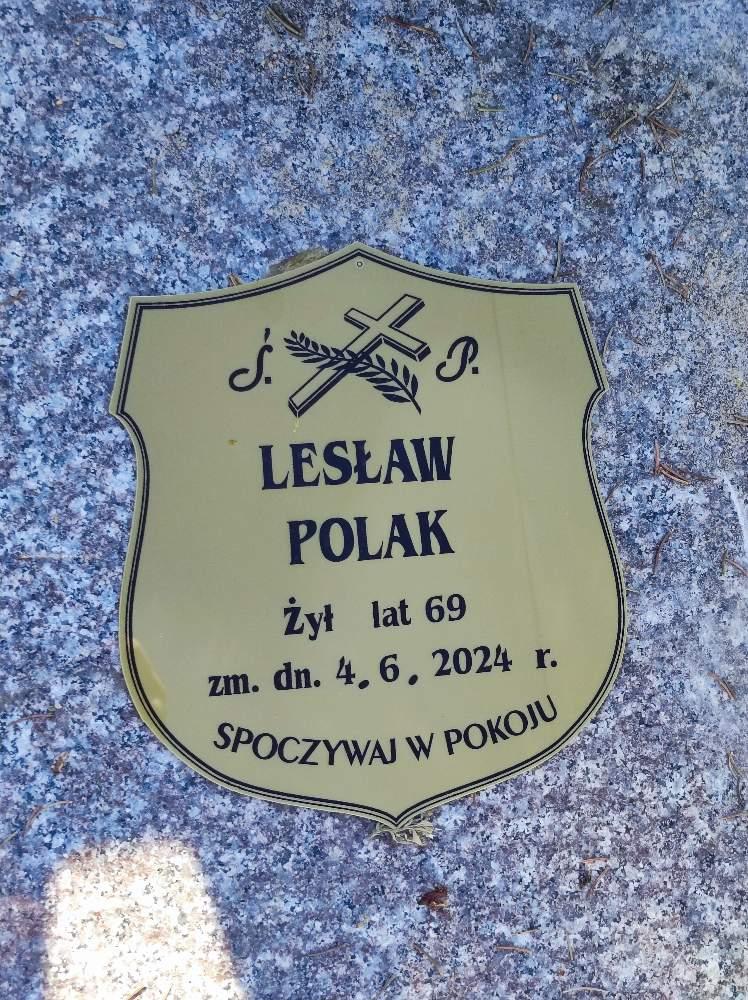 Ś. P.
LESŁAW
POLAK
Żył lat 69
zm. dn. 4.6.2024 r.
SPOCZYWAJ W POKOJU